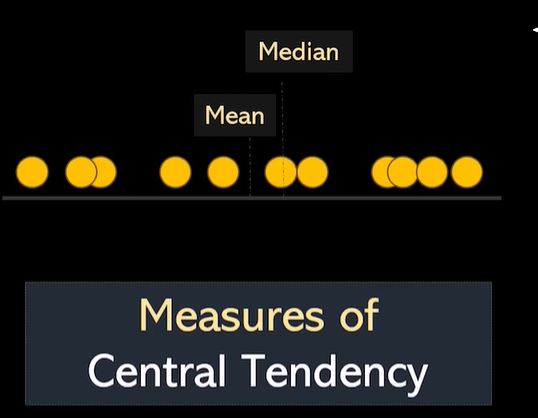 Median
Mean
Measures of
Central Tendency